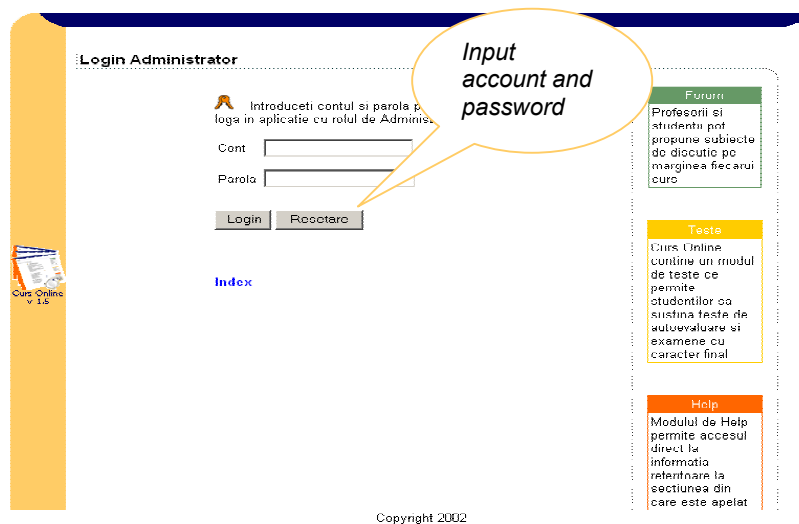 Login Administrator
Input
account and
password
Introduceti contul si parola p
loga in aplicatie cu rolul de Adminis
Cont
Parola
Login Resetare
Index
Curs Online
v 1.5
Forum
Profesorii si
studentii pot
propune subiecte
de discutie pe
marginea fiecarui
curs
Teste
Curs Online
contine un modul
de teste ce
permite
studentilor sa
sustina teste de
autoevaluare si
examene cu
caracter final
Help
Modulul de Help
permite accesul
direct la
informatia
referitoare la
sectiunea din
care este apelat
Copyright 2002